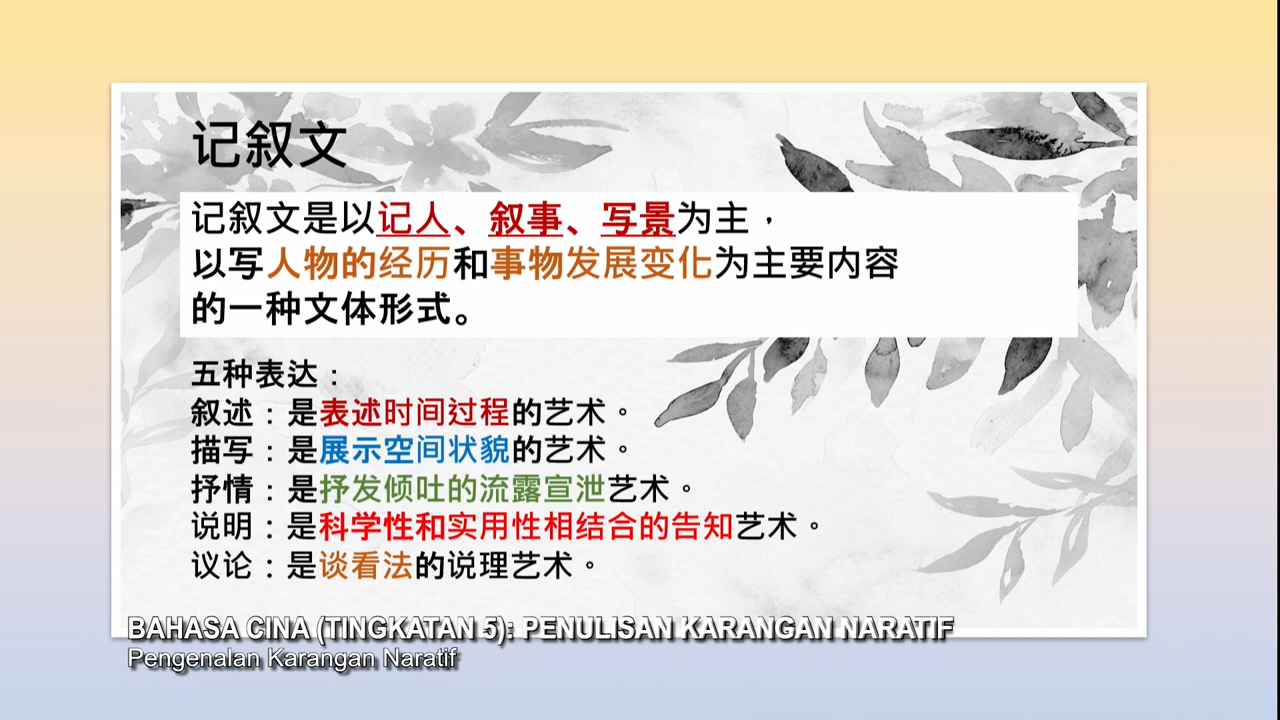 记叙文
记叙文是以记人、叙事、写景为主，
以写人物的经历和事物发展变化为主要内容
的一种文体形式。
五种表达：
叙述：是表述时间过程的艺术。
描写：是展示空间状貌的艺术。
抒情：是抒发倾吐的流露宣泄艺术。
说明：是科学性和实用性相结合的告知艺术。
议论：是谈看法的说理艺术。
BAHASA CINA (TINGKATAN 5): PENULISAN KARANGAN NARATIF
Pengenalan Karangan Naratif